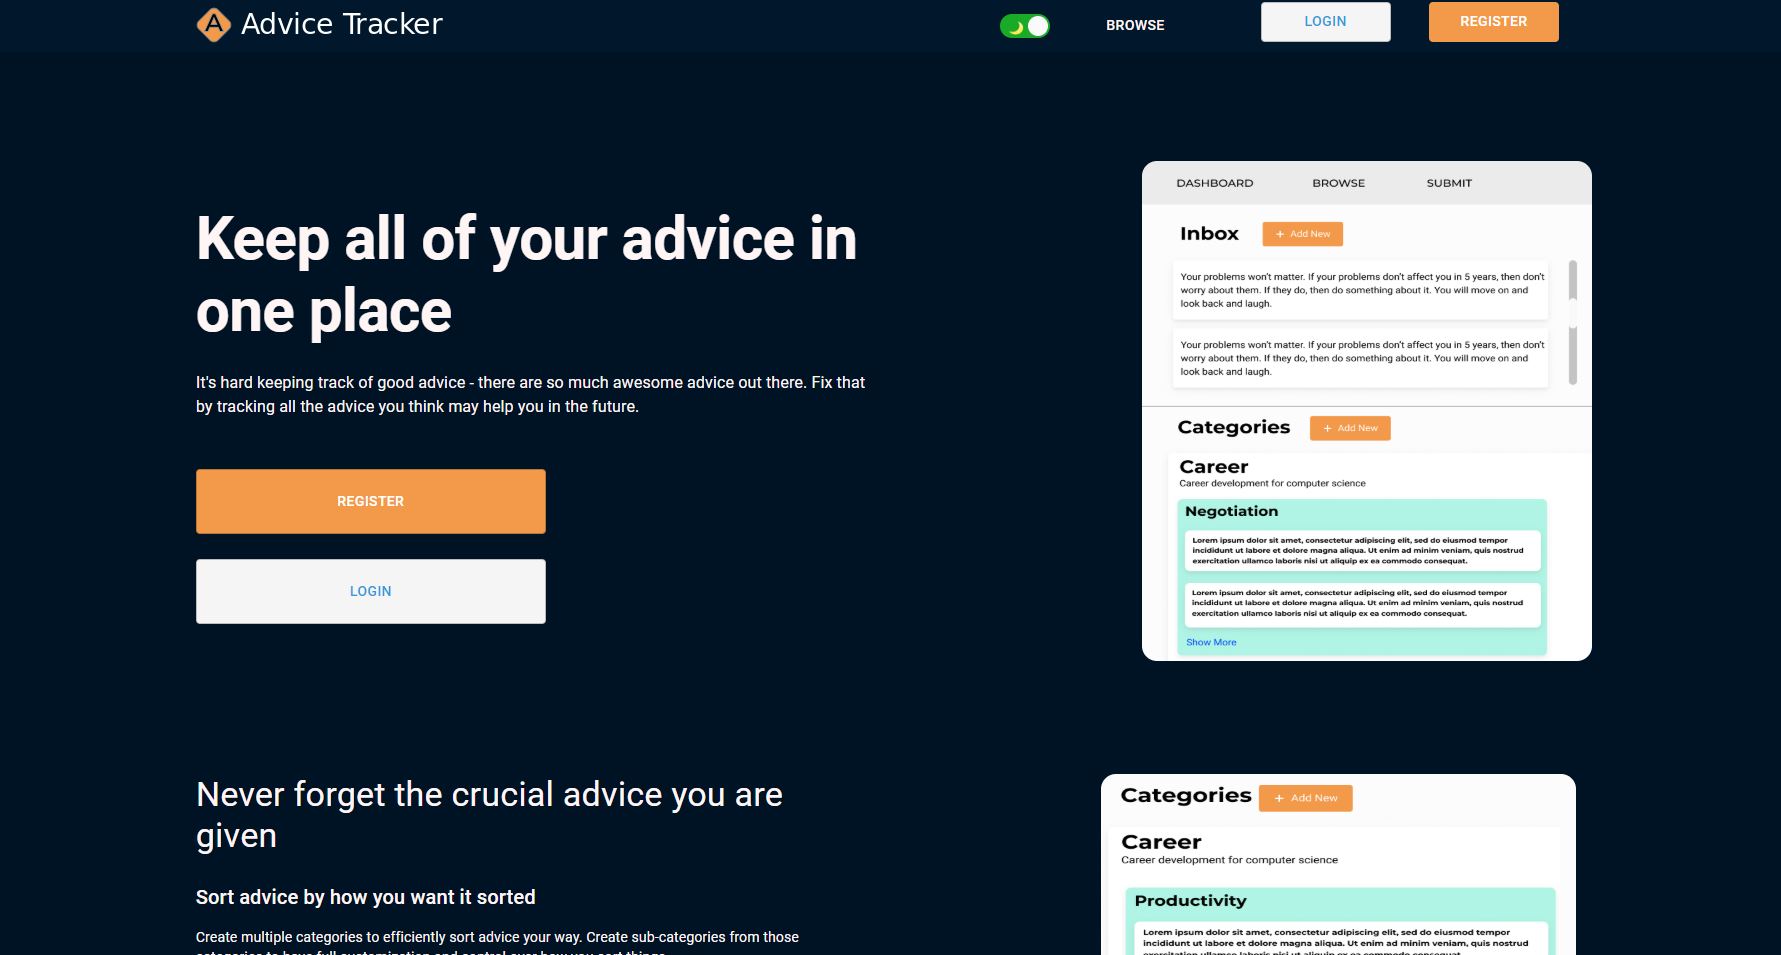 A Advice Tracker
BROWSE
LOGIN
REGISTER
Keep all of your advice in
one place
It's hard keeping track of good advice - there are so much awesome advice out there. Fix that
by tracking all the advice you think may help you in the future.
REGISTER
LOGIN
DASHBOARD
BROWSE
SUBMIT
Inbox
+ Add New
Your problems won't matter. If your problems don't affect you in 5 years, then don't
worry about them. If they do, then do something about it. You will move on and
look back and laugh.
Your problems won't matter. If your problems don't affect you in 5 years, then don't
worry about them. If they do, then do something about it. You will move on and
look back and laugh.
Categories
+ Add New
Career
Career development for computer science
Negotiation
Lorem ipsum dolor sit amet, consectetur adipiscing elit, sed do eiusmod tempor
incididunt ut labore et dolore magna aliqua. Ut enim ad minim veniam, quis nostrud
exercitation ullamco laboris nisi ut aliquip ex ea commodo consequat.
Lorem ipsum dolor sit amet, consectetur adipiscing elit, sed do eiusmod tempor
incididunt ut labore et dolore magna aliqua. Ut enim ad minim veniam, quis nostrud
exercitation ullamco laboris nisi ut aliquip ex ea commodo consequat.
Show More
Never forget the crucial advice you are
given
Sort advice by how you want it sorted
Create multiple categories to efficiently sort advice your way. Create sub-categories from those
categories to have full customization and control over how you sort things.
Categories
+ Add New
Career
Career development for computer science
Productivity
Lorem ipsum dolor sit amet, consectetur adipiscing elit, sed do eiusmod tempor
incididunt ut labore et dolore magna aliqua. Ut enim ad minim veniam, quis nostrud